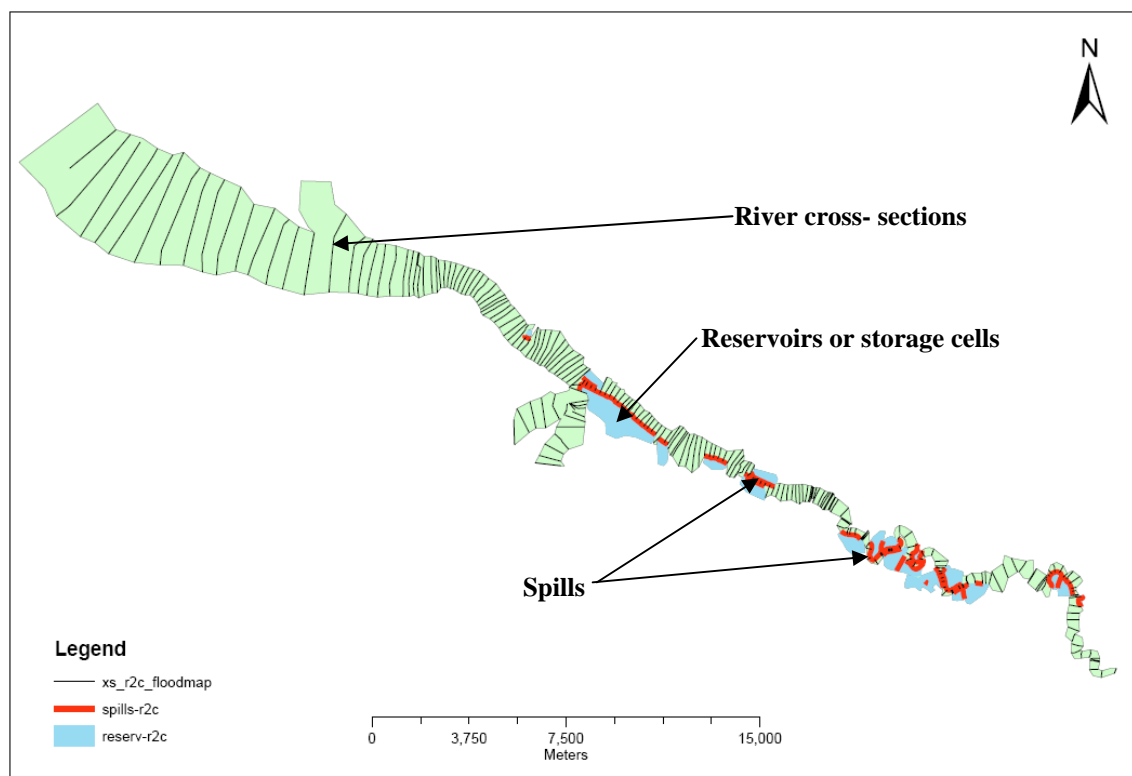 N
River cross- sections
Reservoirs or storage cells
Spills
Legend
xs_r2c_floodmap
spills-r2c
reserv-r2c
0 3,750 7,500 15,000
Meters